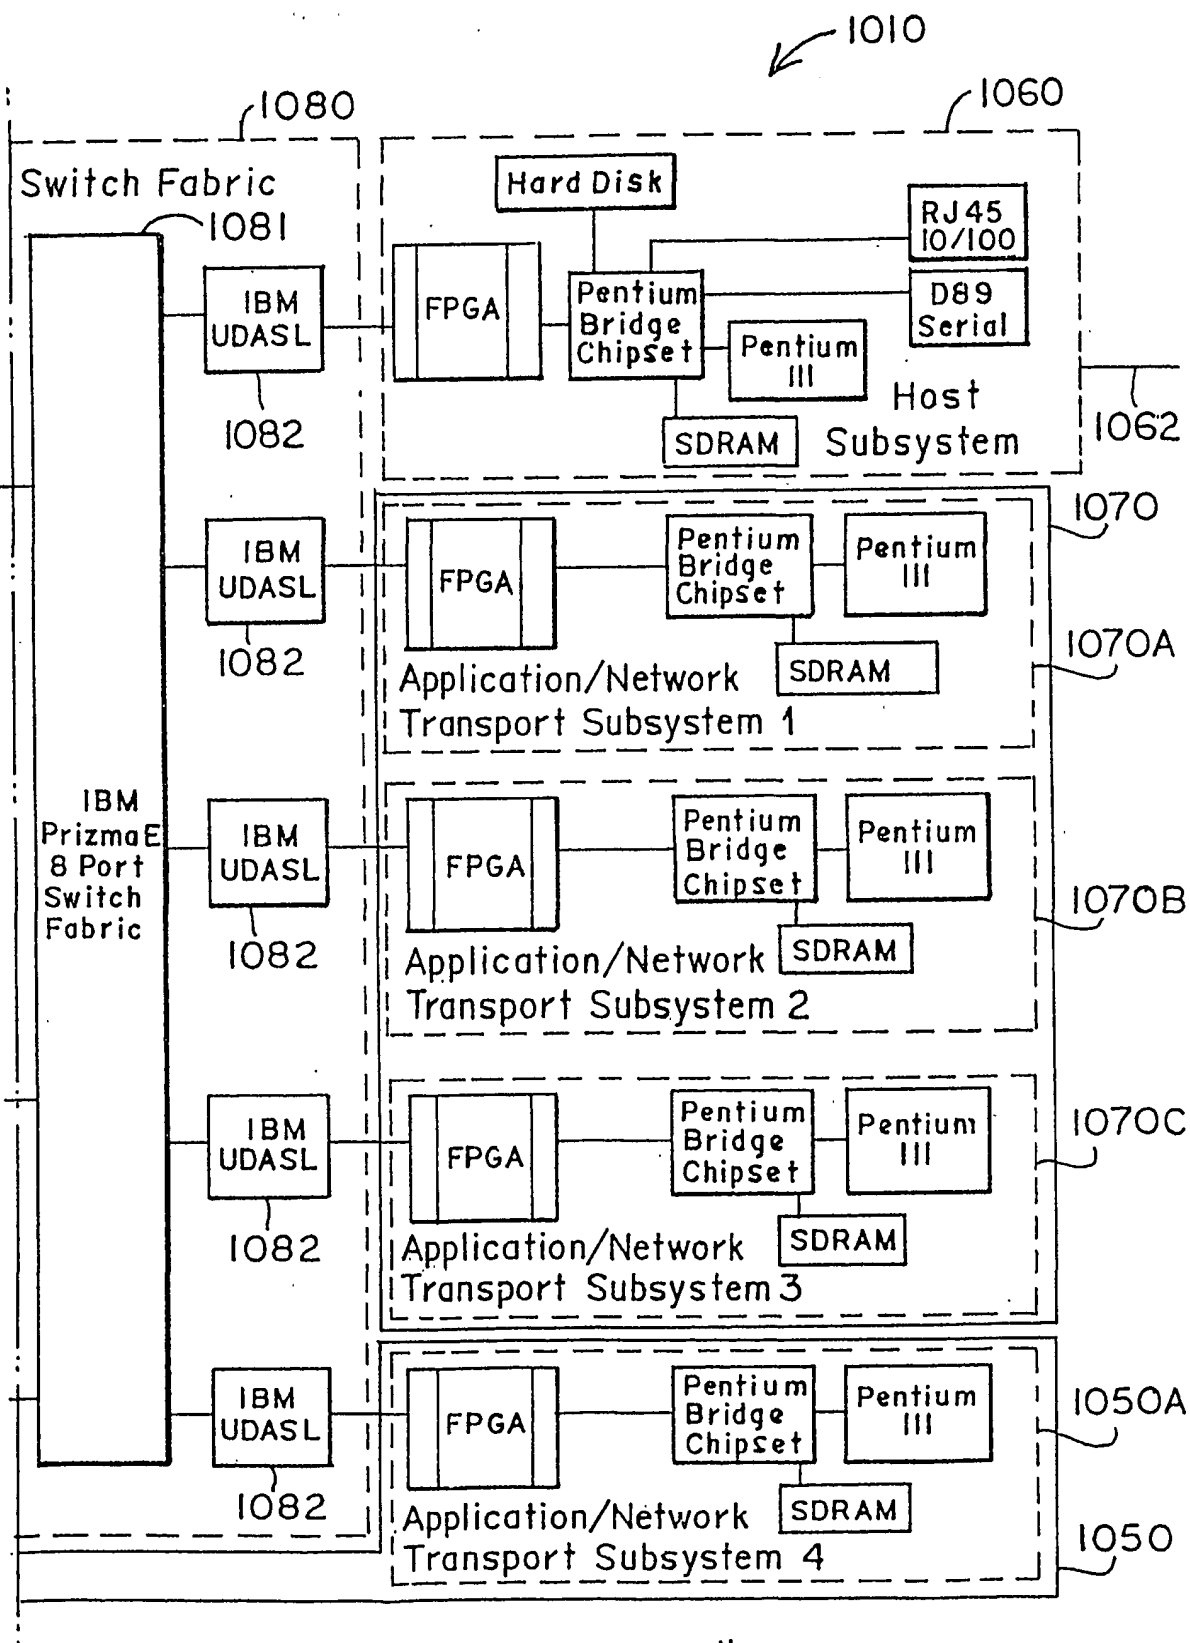 1010
1080
1060
Switch Fabric
1081
Hard Disk
RJ45
10/100
D89
Serial
IBM
UDASL
1082
FPGA
Pentium
Bridge
Chipset
Pentium
III
SDRAM
Host
Subsystem
1062
1070
IBM
UDASL
1082
FPGA
Pentium
Bridge
Chipset
Pentium
III
SDRAM
1070A
Application/Network
Transport Subsystem 1
IBM
PrizmaE
8 Port
Switch
Fabric
IBM
UDASL
1082
FPGA
Pentium
Bridge
Chipset
Pentium
III
SDRAM
1070B
Application/Network
Transport Subsystem 2
IBM
UDASL
1082
FPGA
Pentium
Bridge
Chipset
Pentium
III
SDRAM
1070C
Application/Network
Transport Subsystem 3
IBM
UDASL
1082
FPGA
Pentium
Bridge
Chipset
Pentium
III
SDRAM
1050A
Application/Network
Transport Subsystem 4
1050